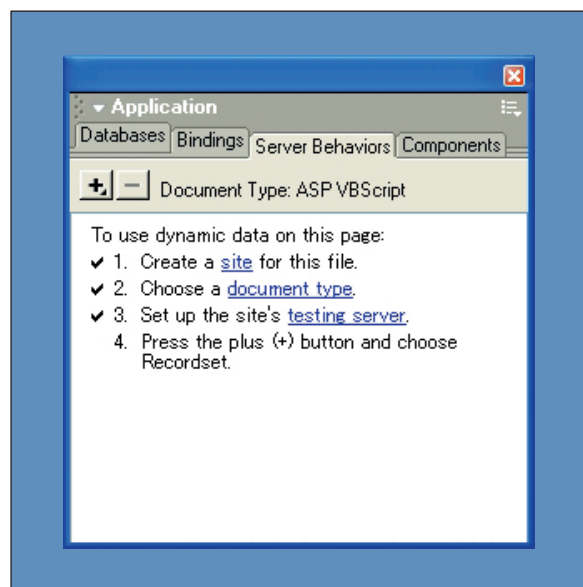 Application
Databases Bindings Server Behaviors Components
Document Type: ASP VBScript
To use dynamic data on this page:
✔ 1. Create a site for this file.
✔ 2. Choose a document type.
✔ 3. Set up the site's testing server.
4. Press the plus (+) button and choose
Recordset.